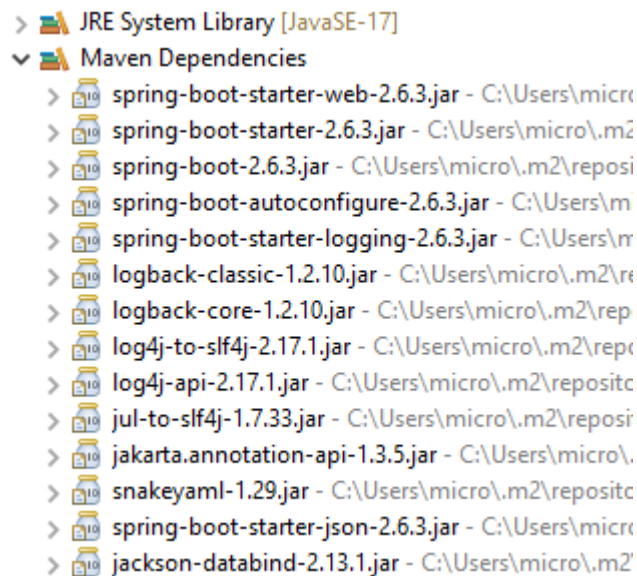 JRE System Library [JavaSE-17]
Maven Dependencies
spring-boot-starter-web-2.6.3.jar - C:\Users\micro
spring-boot-starter-2.6.3.jar - C:\Users\micro\.m2
spring-boot-2.6.3.jar - C:\Users\micro\.m2\reposi
spring-boot-autoconfigure-2.6.3.jar - C:\Users\m
spring-boot-starter-logging-2.6.3.jar - C:\Users\m
logback-classic-1.2.10.jar - C:\Users\micro\.m2\re
logback-core-1.2.10.jar - C:\Users\micro\.m2\rep
log4j-to-slf4j-2.17.1.jar - C:\Users\micro\.m2\repo
log4j-api-2.17.1.jar - C:\Users\micro\.m2\reposito
jul-to-slf4j-1.7.33.jar - C:\Users\micro\.m2\reposi
jakarta.annotation-api-1.3.5.jar - C:\Users\micro\.
snakeyaml-1.29.jar - C:\Users\micro\.m2\reposito
spring-boot-starter-json-2.6.3.jar - C:\Users\micro
jackson-databind-2.13.1.jar - C:\Users\micro\.m2\